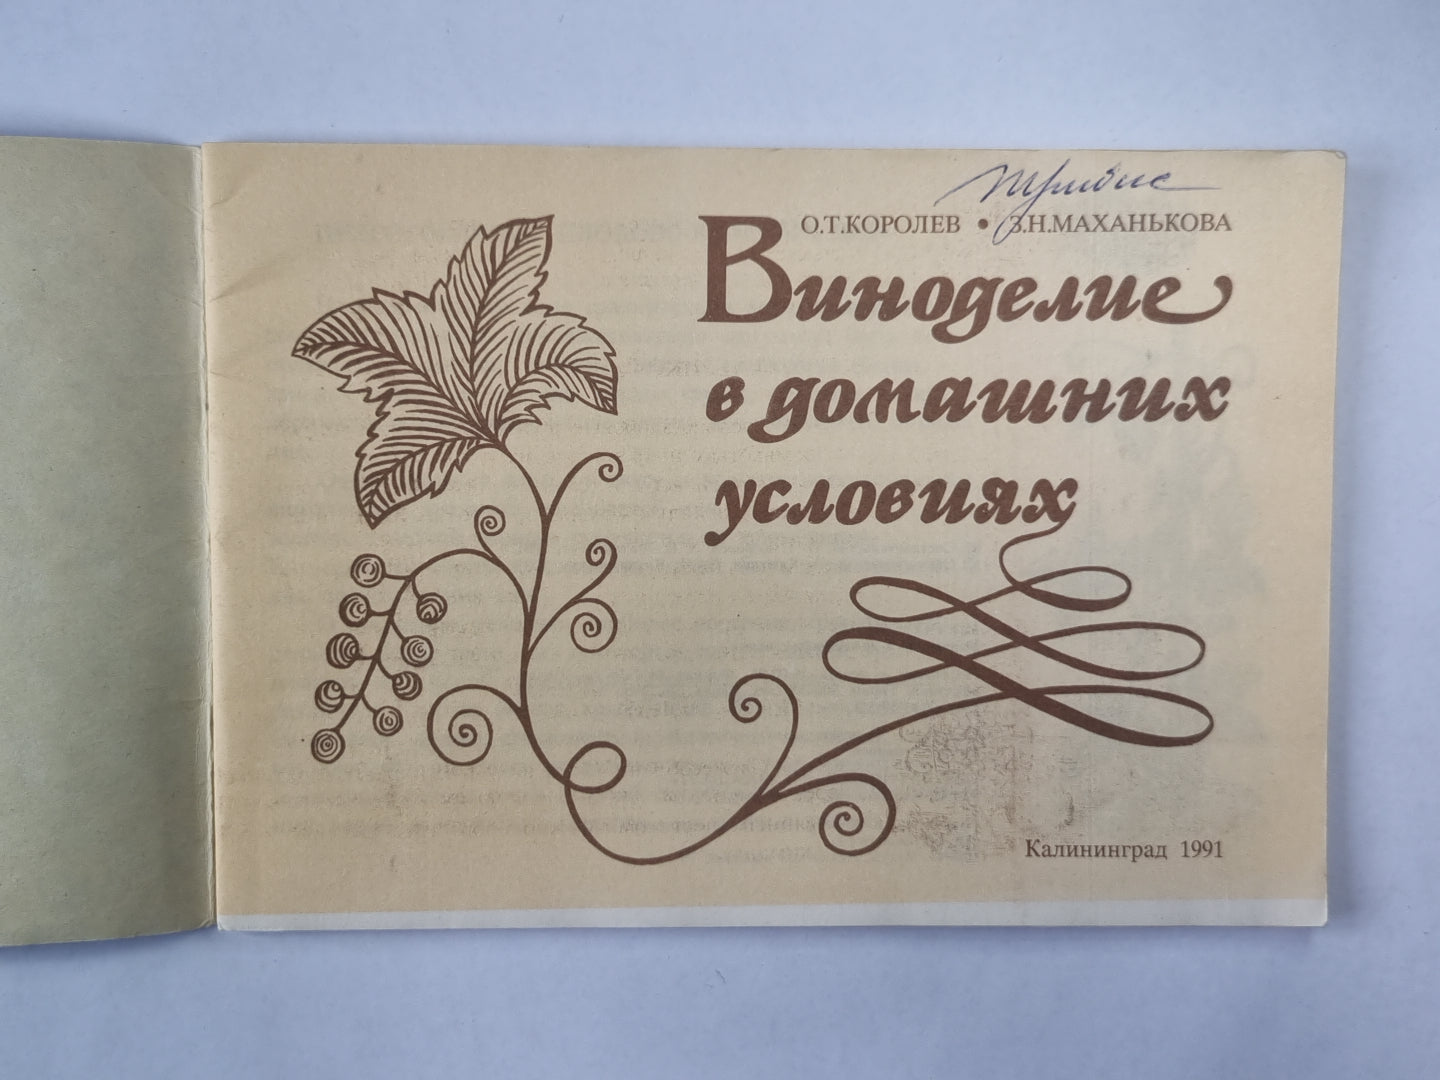 О.Т.КОРОЛЕВ • З.Н.МАХАНЬКОВА
Виноделие
в домашних
условиях
Калининград 1991